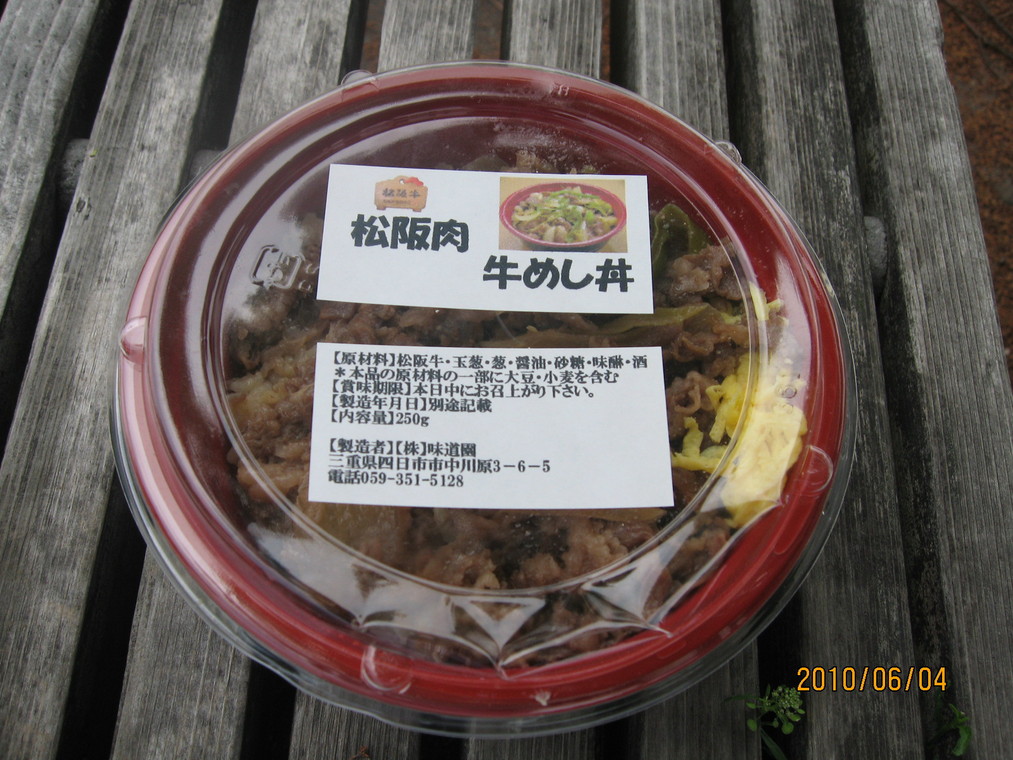 松阪牛
松阪肉
牛めし丼
【原材料】松阪牛・玉葱・葱・醤油・砂糖・味醂・酒
＊本品の原材料の一部に大豆・小麦を含む
【賞味期限】本日中にお召上がり下さい。
【製造年月日】別途記載
【内容量】250g
【製造者】【株】味道園
三重県四日市市中川原3－6－5
電話059-351-5128
2010/06/04